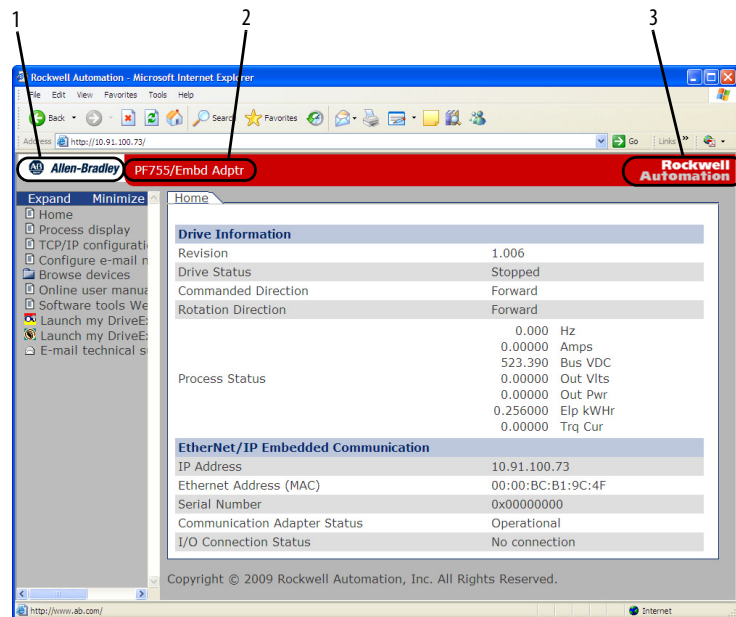 1 2 3
Rockwell Automation - Microsoft Internet Explorer
File Edit View Favorites Tools Help
Back Search Favorites
Address http://10.91.100.73/ Go Links »
AB Allen-Bradley PF755/Embd Adptr Rockwell
Automation
Expand Minimize
Home
Process display
TCP/IP configurati
Configure e-mail n
Browse devices
Online user manua
Software tools We
Launch my DriveE
Launch my DriveE
E-mail technical s
Home
Drive Information
Revision 1.006
Drive Status Stopped
Commanded Direction Forward
Rotation Direction Forward
Process Status
0.000 Hz
0.00000 Amps
523.390 Bus VDC
0.00000 Out Vlts
0.00000 Out Pwr
0.256000 Elp kWHr
0.00000 Trq Cur
EtherNet/IP Embedded Communication
IP Address 10.91.100.73
Ethernet Address (MAC) 00:00:BC:B1:9C:4F
Serial Number 0x00000000
Communication Adapter Status Operational
I/O Connection Status No connection
Copyright © 2009 Rockwell Automation, Inc. All Rights Reserved.
http://www.ab.com/ Internet